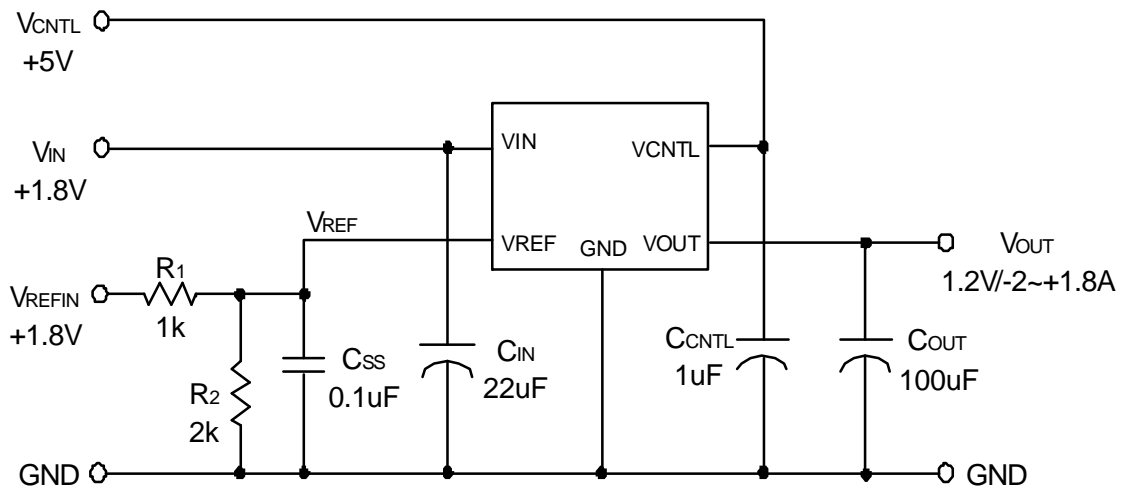 VCNTL
+5V
VIN
+1.8V
VIN
VCNTL
VREF
VREF
GND
VOUT
VOUT
1.2V/-2~+1.8A
R1
VREFIN
1k
+1.8V
CSS
0.1uF
CIN
22uF
CCNTL
1uF
COUT
100uF
R2
2k
GND
GND